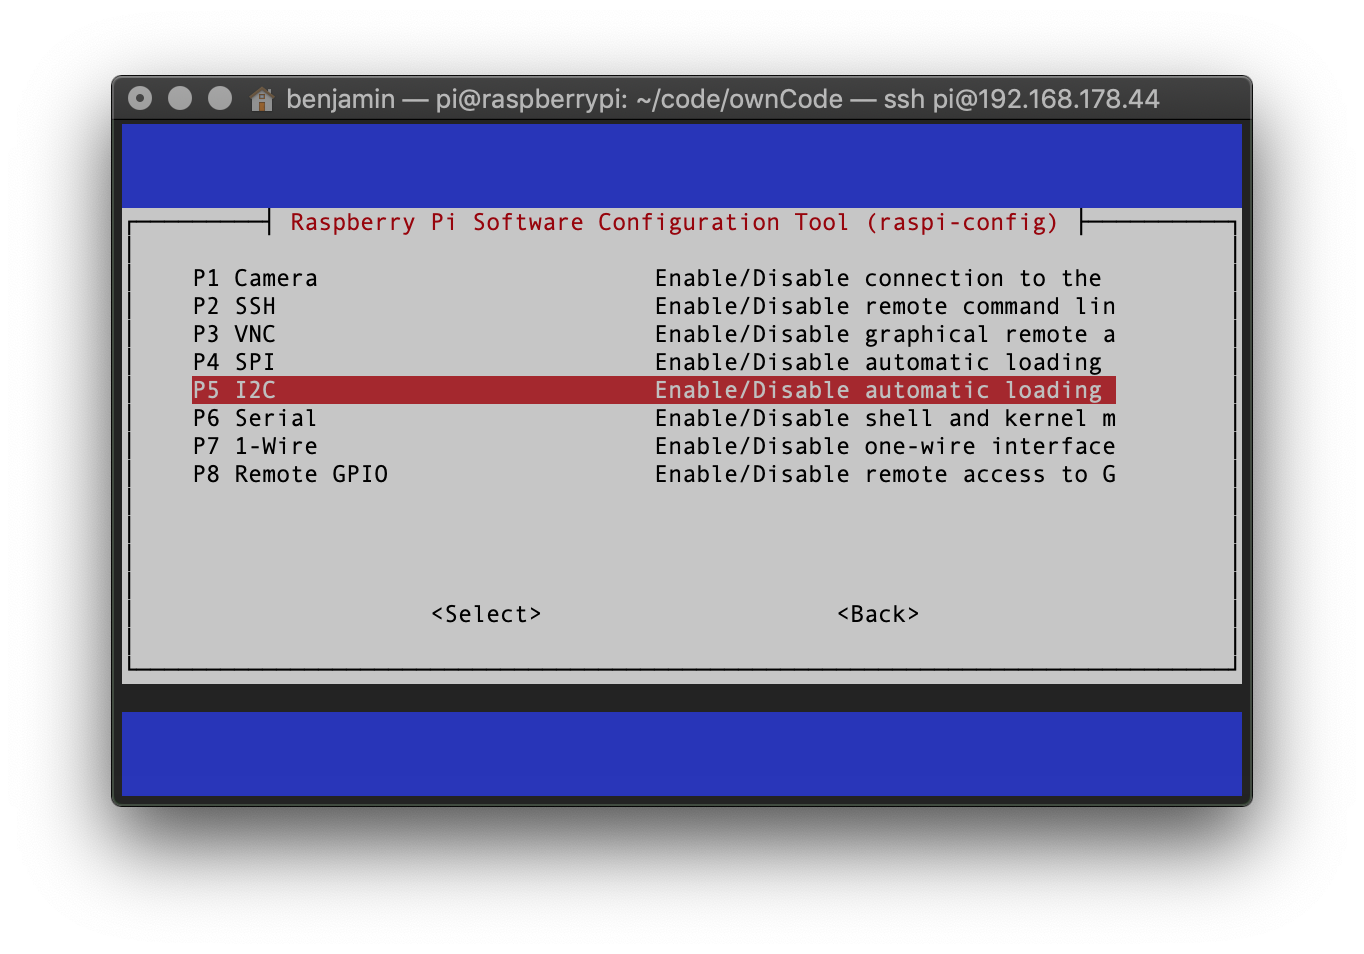 benjamin — pi@raspberrypi: ~/code/ownCode — ssh pi@192.168.178.44
Raspberry Pi Software Configuration Tool (raspi-config)
P1 Camera Enable/Disable connection to the
P2 SSH Enable/Disable remote command lin
P3 VNC Enable/Disable graphical remote a
P4 SPI Enable/Disable automatic loading
P5 I2C Enable/Disable automatic loading
P6 Serial Enable/Disable shell and kernel m
P7 1-Wire Enable/Disable one-wire interface
P8 Remote GPIO Enable/Disable remote access to G
<Select> <Back>